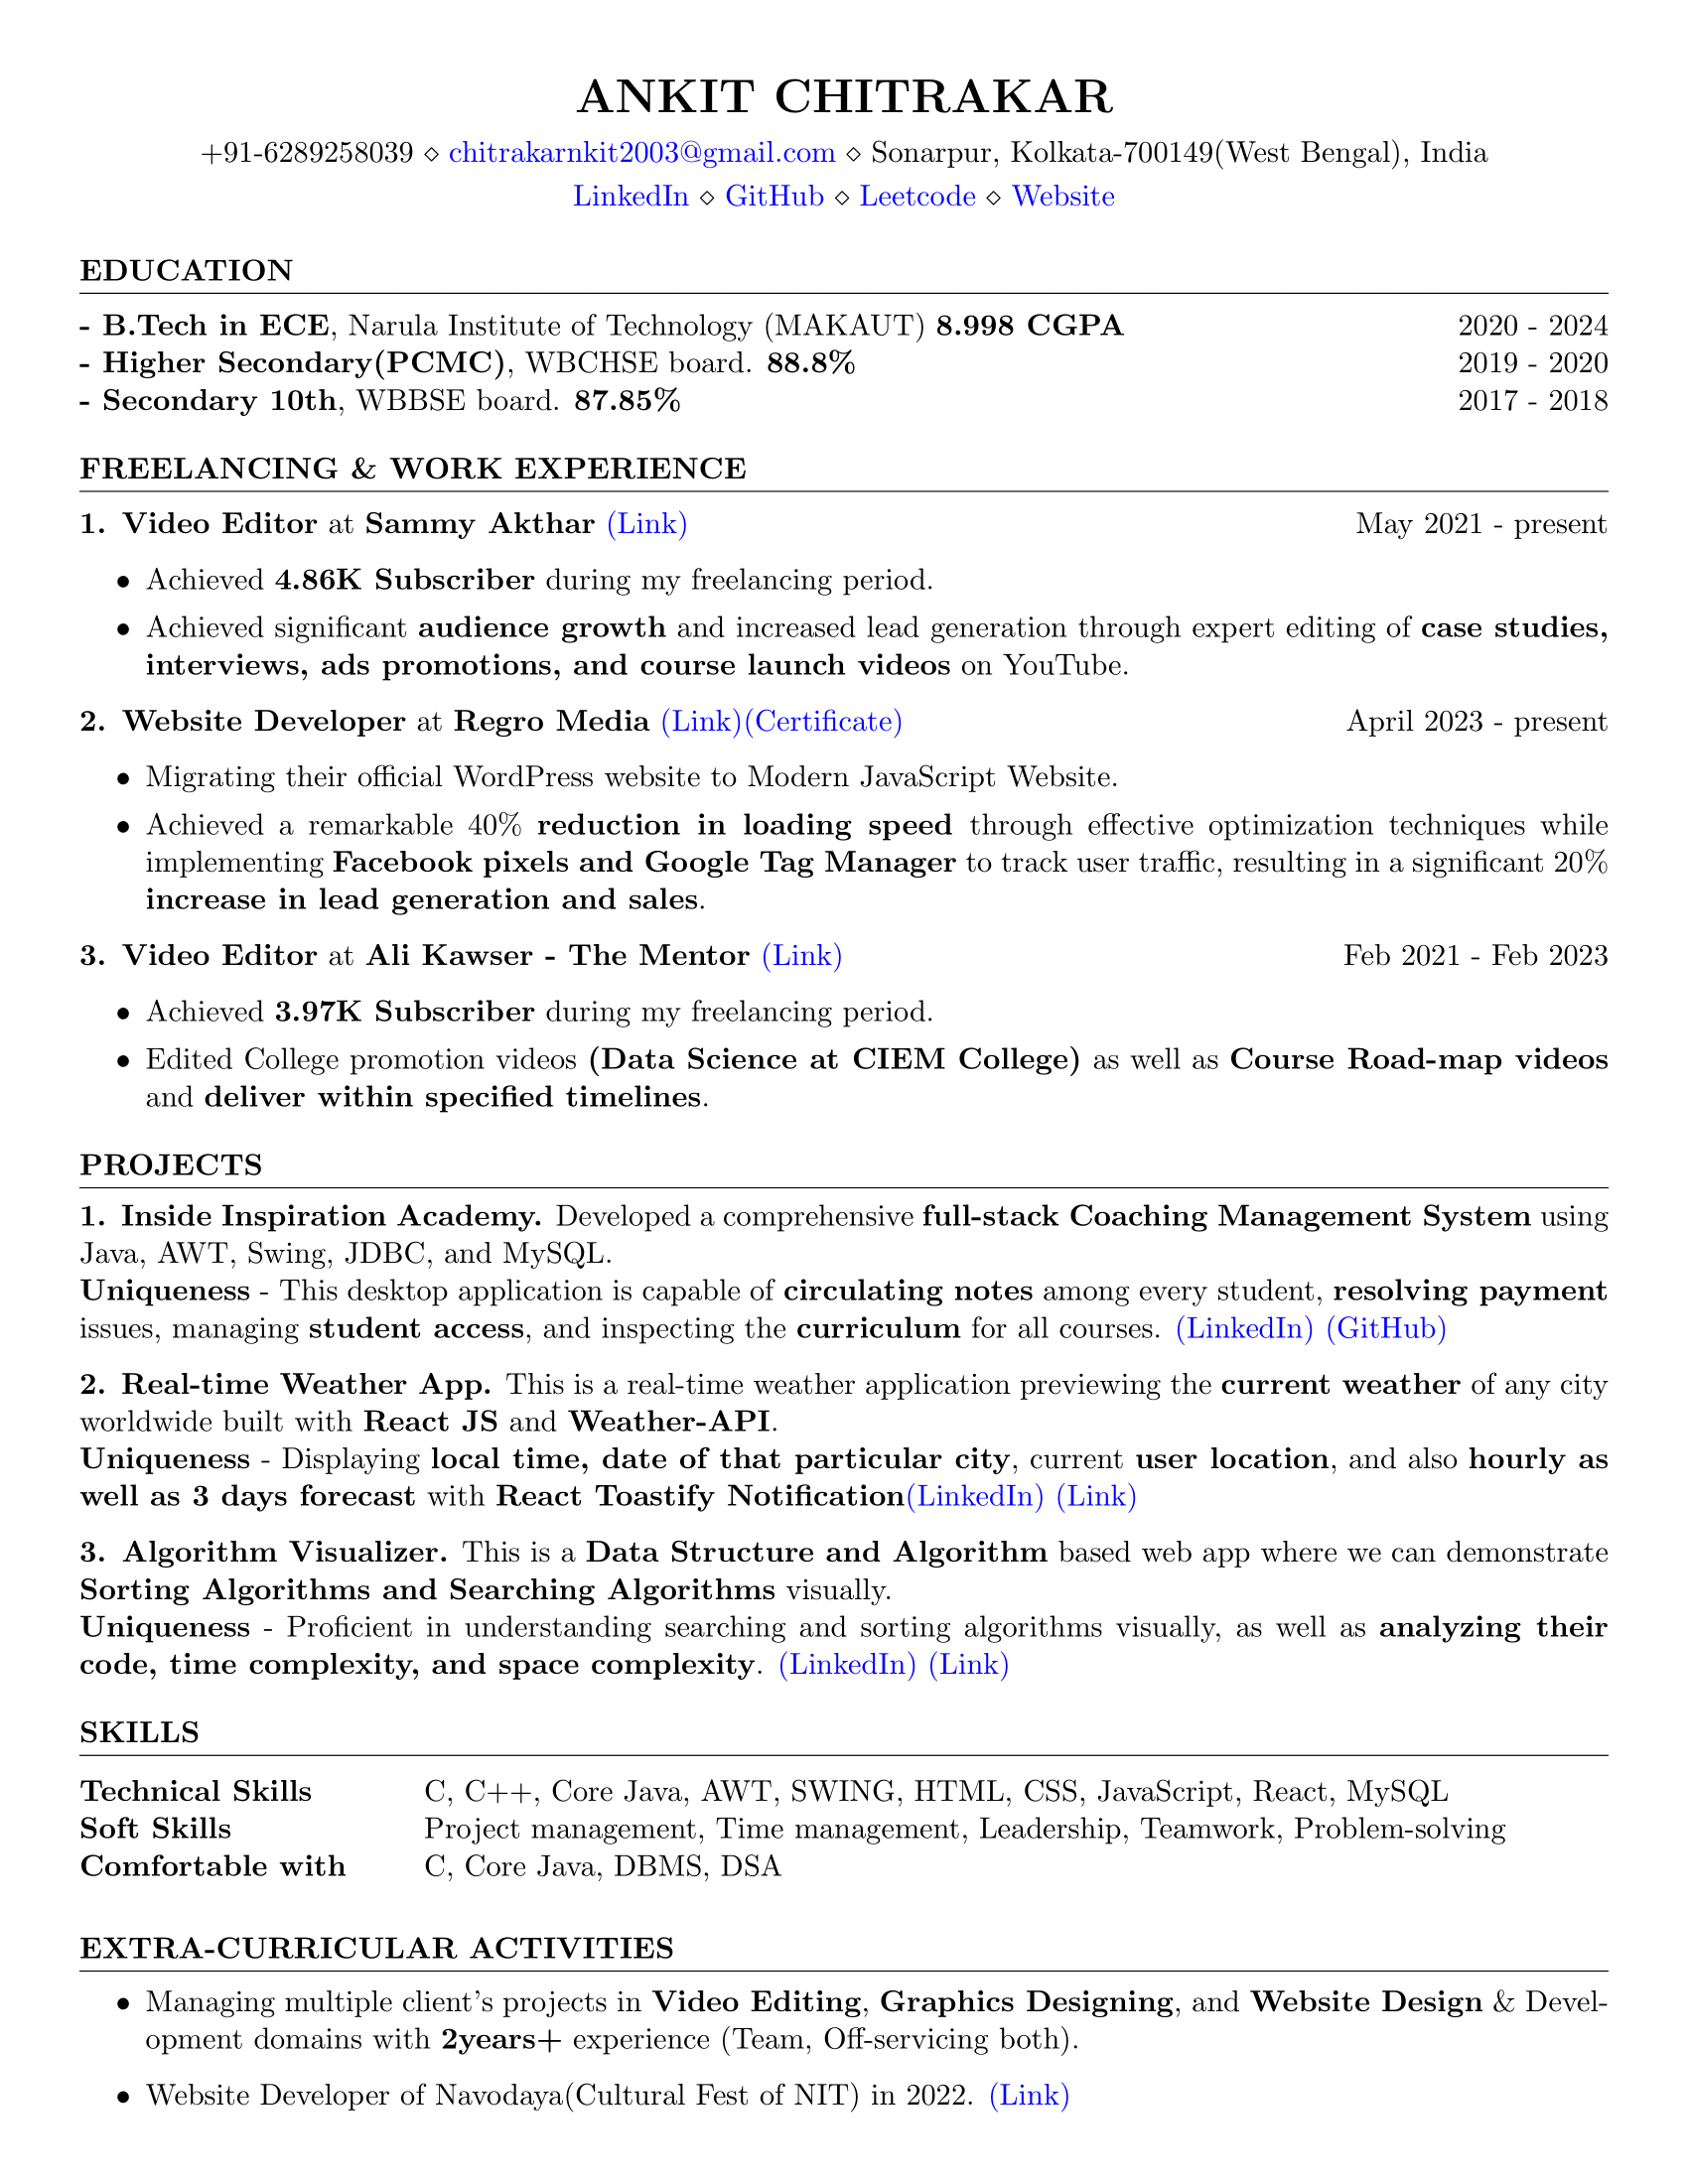 ANKIT CHITRAKAR
+91-6289258039 ⋄ chitrakarnkit2003@gmail.com ⋄ Sonarpur, Kolkata-700149(West Bengal), India
LinkedIn ⋄ GitHub ⋄ Leetcode ⋄ Website
EDUCATION
- B.Tech in ECE, Narula Institute of Technology (MAKAUT) 8.998 CGPA 2020 - 2024
- Higher Secondary(PCMC), WBCHSE board. 88.8% 2019 - 2020
- Secondary 10th, WBBSE board. 87.85% 2017 - 2018
FREELANCING & WORK EXPERIENCE
1. Video Editor at Sammy Akthar (Link) May 2021 - present
• Achieved 4.86K Subscriber during my freelancing period.
• Achieved significant audience growth and increased lead generation through expert editing of case studies,
interviews, ads promotions, and course launch videos on YouTube.
2. Website Developer at Regro Media (Link)(Certificate) April 2023 - present
• Migrating their official WordPress website to Modern JavaScript Website.
• Achieved a remarkable 40% reduction in loading speed through effective optimization techniques while
implementing Facebook pixels and Google Tag Manager to track user traffic, resulting in a significant 20%
increase in lead generation and sales.
3. Video Editor at Ali Kawser - The Mentor (Link) Feb 2021 - Feb 2023
• Achieved 3.97K Subscriber during my freelancing period.
• Edited College promotion videos (Data Science at CIEM College) as well as Course Road-map videos
and deliver within specified timelines.
PROJECTS
1. Inside Inspiration Academy. Developed a comprehensive full-stack Coaching Management System using
Java, AWT, Swing, JDBC, and MySQL.
Uniqueness - This desktop application is capable of circulating notes among every student, resolving payment
issues, managing student access, and inspecting the curriculum for all courses. (LinkedIn) (GitHub)
2. Real-time Weather App. This is a real-time weather application previewing the current weather of any city
worldwide built with React JS and Weather-API.
Uniqueness - Displaying local time, date of that particular city, current user location, and also hourly as
well as 3 days forecast with React Toastify Notification(LinkedIn) (Link)
3. Algorithm Visualizer. This is a Data Structure and Algorithm based web app where we can demonstrate
Sorting Algorithms and Searching Algorithms visually.
Uniqueness - Proficient in understanding searching and sorting algorithms visually, as well as analyzing their
code, time complexity, and space complexity. (LinkedIn) (Link)
SKILLS
Technical Skills C, C++, Core Java, AWT, SWING, HTML, CSS, JavaScript, React, MySQL
Soft Skills Project management, Time management, Leadership, Teamwork, Problem-solving
Comfortable with C, Core Java, DBMS, DSA
EXTRA-CURRICULAR ACTIVITIES
• Managing multiple client's projects in Video Editing, Graphics Designing, and Website Design & Devel-
opment domains with 2years+ experience (Team, Off-servicing both).
• Website Developer of Navodaya(Cultural Fest of NIT) in 2022. (Link)